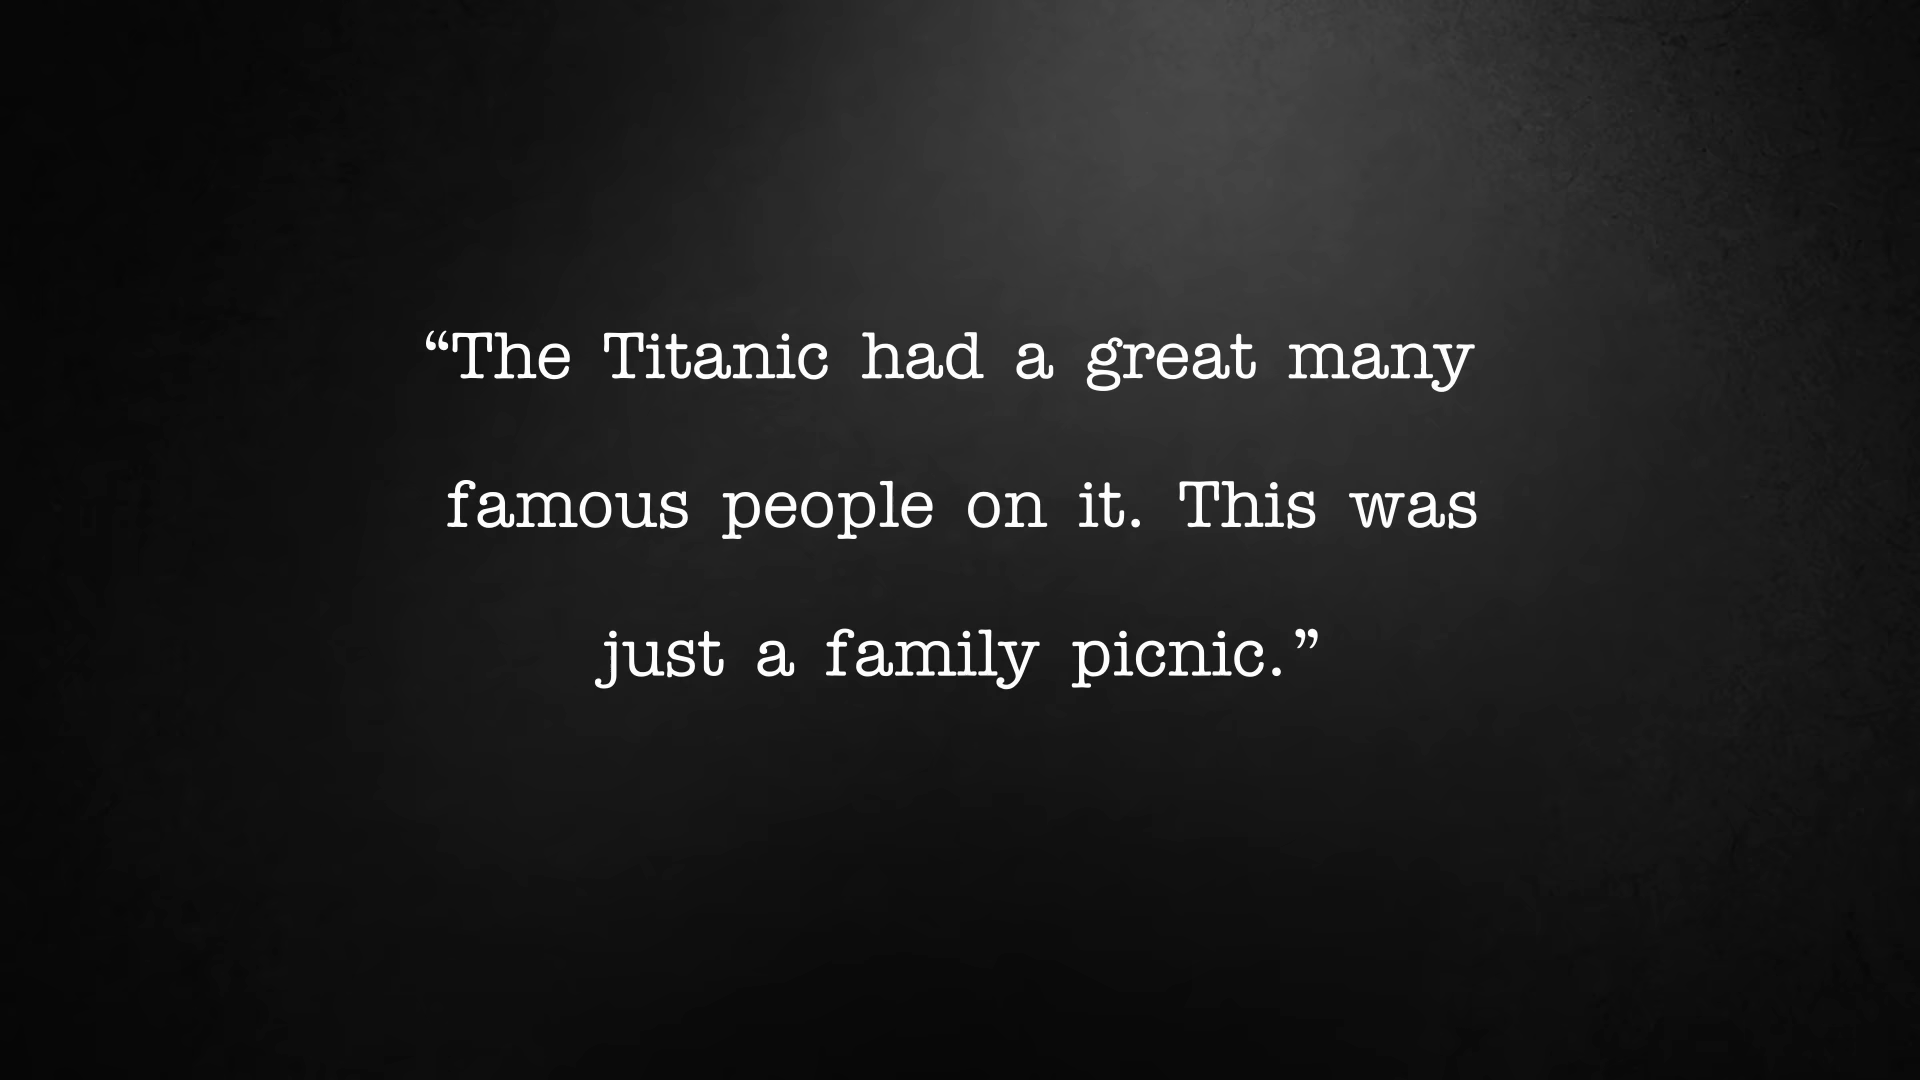 “The Titanic had a great many
famous people on it. This was
just a family picnic.”